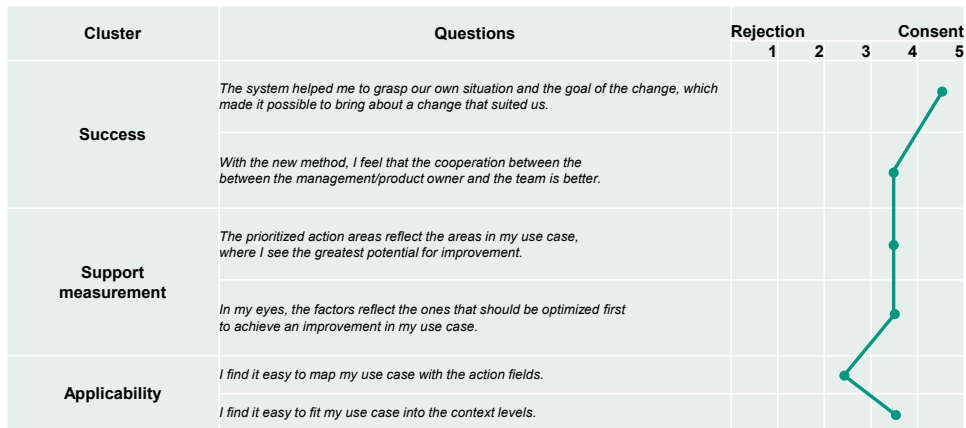 Cluster
Questions
Rejection
Consent
1 2 3 4 5
Success
The system helped me to grasp our own situation and the goal of the change, which
made it possible to bring about a change that suited us.
With the new method, I feel that the cooperation between the
between the management/product owner and the team is better.
Support
measurement
The prioritized action areas reflect the areas in my use case,
where I see the greatest potential for improvement.
In my eyes, the factors reflect the ones that should be optimized first
to achieve an improvement in my use case.
Applicability
I find it easy to map my use case with the action fields.
I find it easy to fit my use case into the context levels.